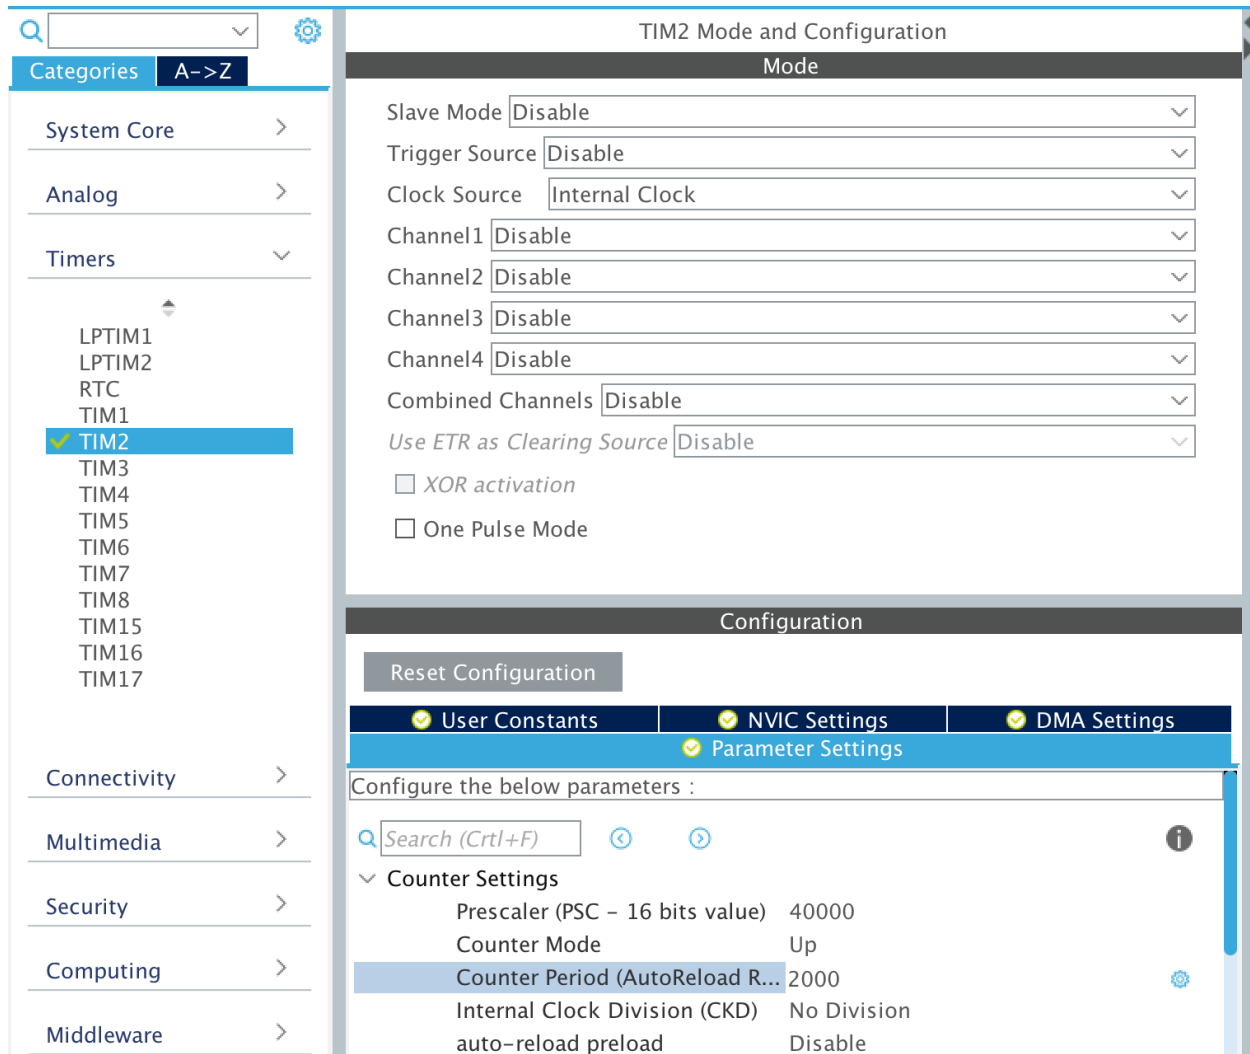 Categories
A->Z
System Core
Analog
Timers
LPTIM1
LPTIM2
RTC
TIM1
TIM2
TIM3
TIM4
TIM5
TIM6
TIM7
TIM8
TIM15
TIM16
TIM17
Connectivity
Multimedia
Security
Computing
Middleware
TIM2 Mode and Configuration
Mode
Slave Mode Disable
Trigger Source Disable
Clock Source Internal Clock
Channel1 Disable
Channel2 Disable
Channel3 Disable
Channel4 Disable
Combined Channels Disable
Use ETR as Clearing Source Disable
XOR activation
One Pulse Mode
Configuration
Reset Configuration
User Constants NVIC Settings DMA Settings
Parameter Settings
Configure the below parameters :
Search (Crtl+F)
Counter Settings
Prescaler (PSC - 16 bits value) 40000
Counter Mode Up
Counter Period (AutoReload R... 2000
Internal Clock Division (CKD) No Division
auto-reload preload Disable